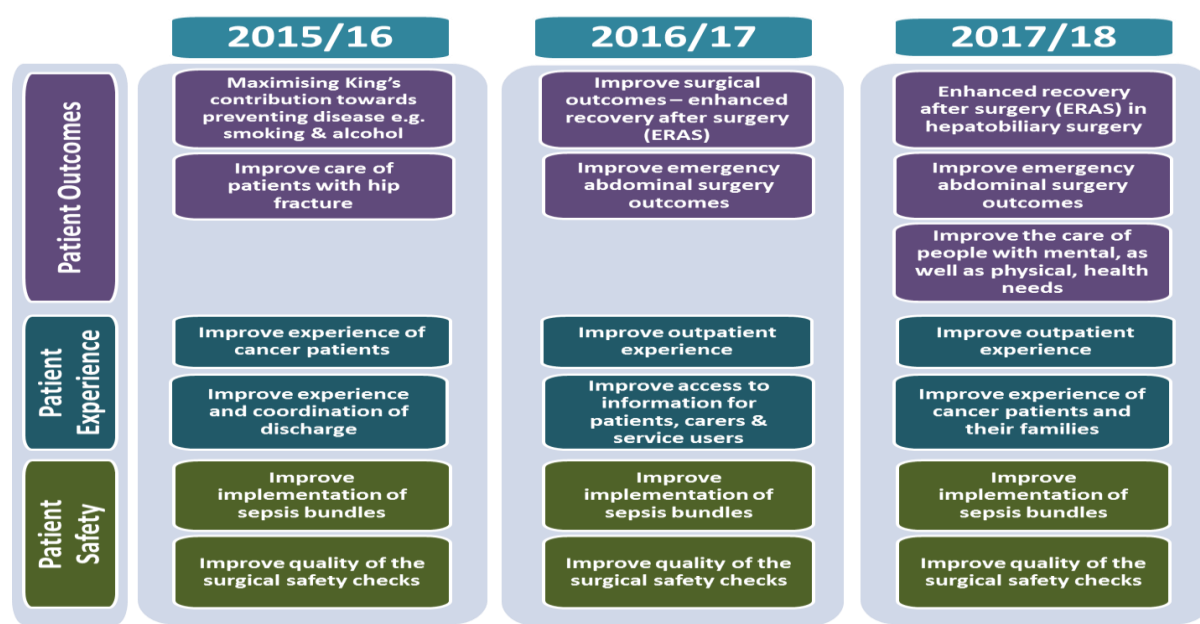 2015/16
2016/17
2017/18
Patient Outcomes
Maximising King’s
contribution towards
preventing disease e.g.
smoking & alcohol
Improve surgical
outcomes – enhanced
recovery after surgery
(ERAS)
Enhanced recovery
after surgery (ERAS) in
hepatobiliary surgery
Improve care of
patients with hip
fracture
Improve emergency
abdominal surgery
outcomes
Improve emergency
abdominal surgery
outcomes
Improve the care of
people with mental, as
well as physical, health
needs
Patient
Experience
Improve experience of
cancer patients
Improve outpatient
experience
Improve outpatient
experience
Improve experience
and coordination of
discharge
Improve access to
information for
patients, carers &
service users
Improve experience of
cancer patients and
their families
Patient
Safety
Improve
implementation of
sepsis bundles
Improve
implementation of
sepsis bundles
Improve
implementation of
sepsis bundles
Improve quality of the
surgical safety checks
Improve quality of the
surgical safety checks
Improve quality of the
surgical safety checks